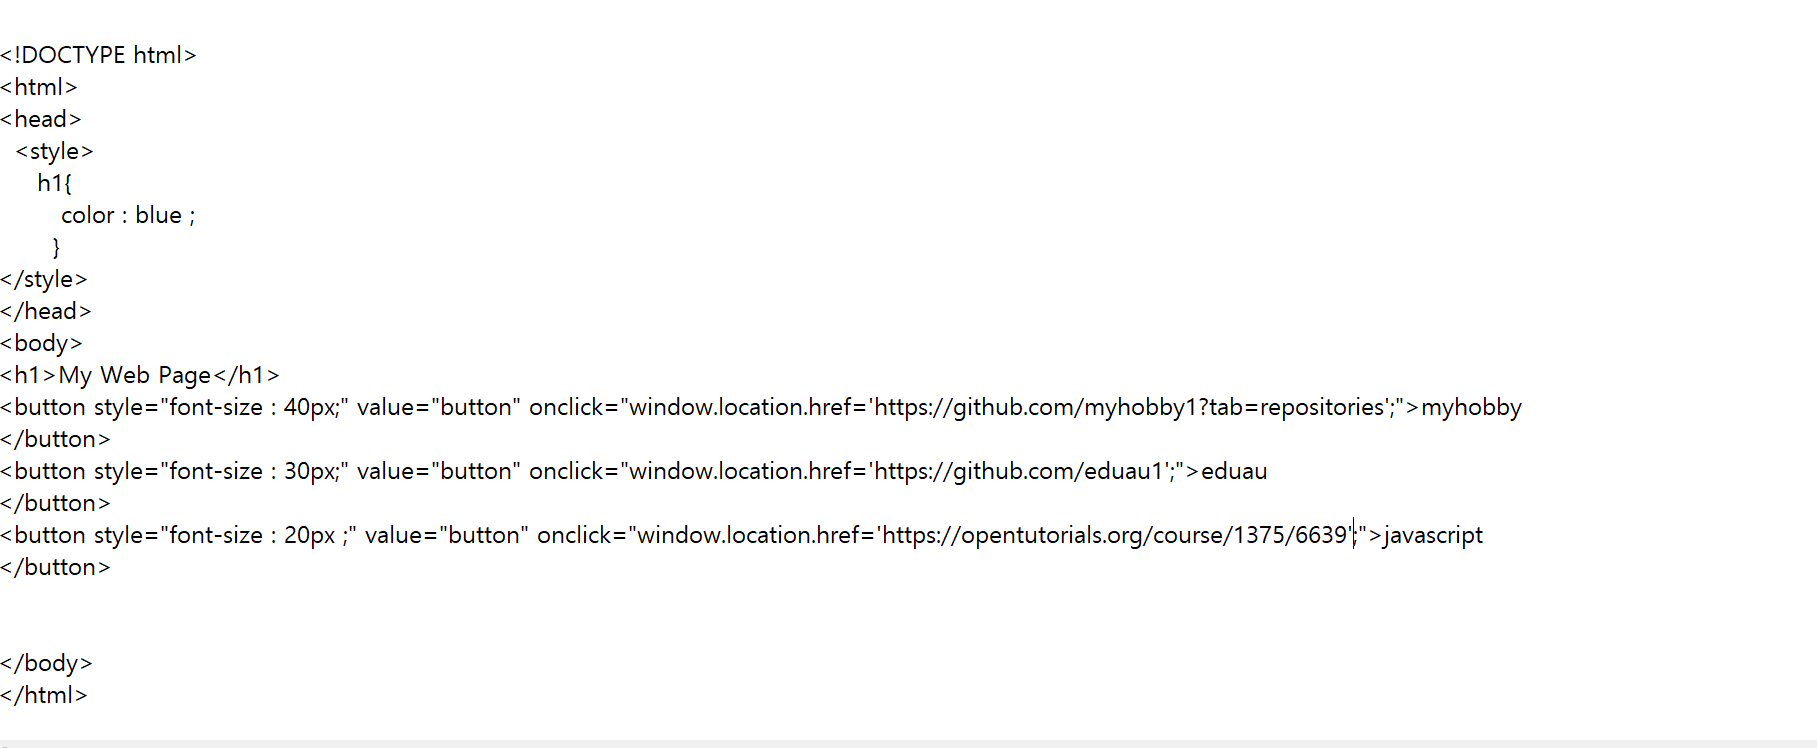 <!DOCTYPE html>
<html>
<head>
<style>
h1{
color : blue ;
}
</style>
</head>
<body>
<h1>My Web Page</h1>
<button style="font-size : 40px;" value="button" onclick="window.location.href='https://github.com/myhobby1?tab=repositories';">myhobby
</button>
<button style="font-size : 30px;" value="button" onclick="window.location.href='https://github.com/eduau1';">eduau
</button>
<button style="font-size : 20px ;" value="button" onclick="window.location.href='https://opentutorials.org/course/1375/6639';">javascript
</button>
</body>
</html>